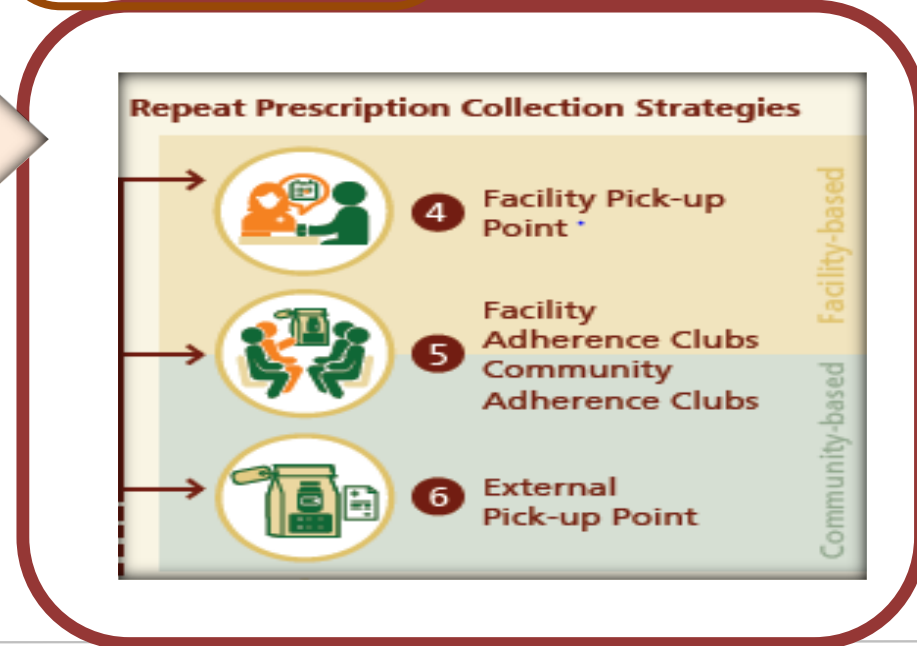 Repeat Prescription Collection Strategies
4 Facility Pick-up
Point *
5 Facility
Adherence Clubs
Community
Adherence Clubs
6 External
Pick-up Point
Facility-based
Community-based